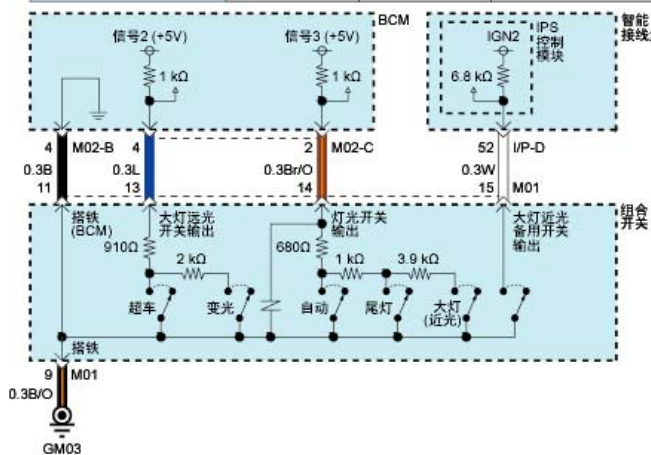 BCM
智能
接线
信号2 (+5V)
信号3 (+5V)
IGN2
IPS
控制
模块
1 kΩ
1 kΩ
6.8 kΩ
4
M02-B
4
2
M02-C
52
I/P-D
0.3B
0.3L
0.3Br/O
0.3W
11
13
14
15
M01
搭铁
(BCM)
大灯远光
开关输出
灯光开关
输出
大灯近光
备用开关
输出
组合
开关
910Ω
680Ω
2 kΩ
1 kΩ
3.9 kΩ
超车
变光
自动
尾灯
大灯
(近光)
搭铁
9
M01
0.3B/O
GM03